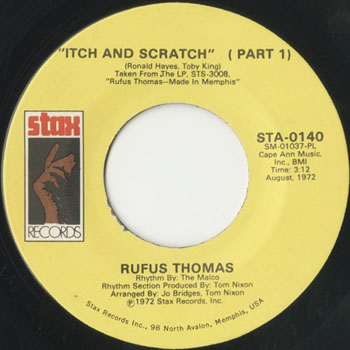 "ITCH AND SCRATCH" ( PART 1)
(Ronald Hayes, Toby King)
Taken From The LP, STS-3008,
"Rufus Thomas--Made In Memphis"
stax
RECORDS
STA-0140
SM-01037-PL
Cape Ann Music,
Inc., BMI
Time: 3:12
August, 1972
RUFUS THOMAS
Rhythm By: The Malco
Rhythm Section Produced By: Tom Nixon
Arranged By: Jo Bridges, Tom Nixon
℗1972 Stax Records, Inc.
Stax Records Inc., 98 North Avalon, Memphis, USA